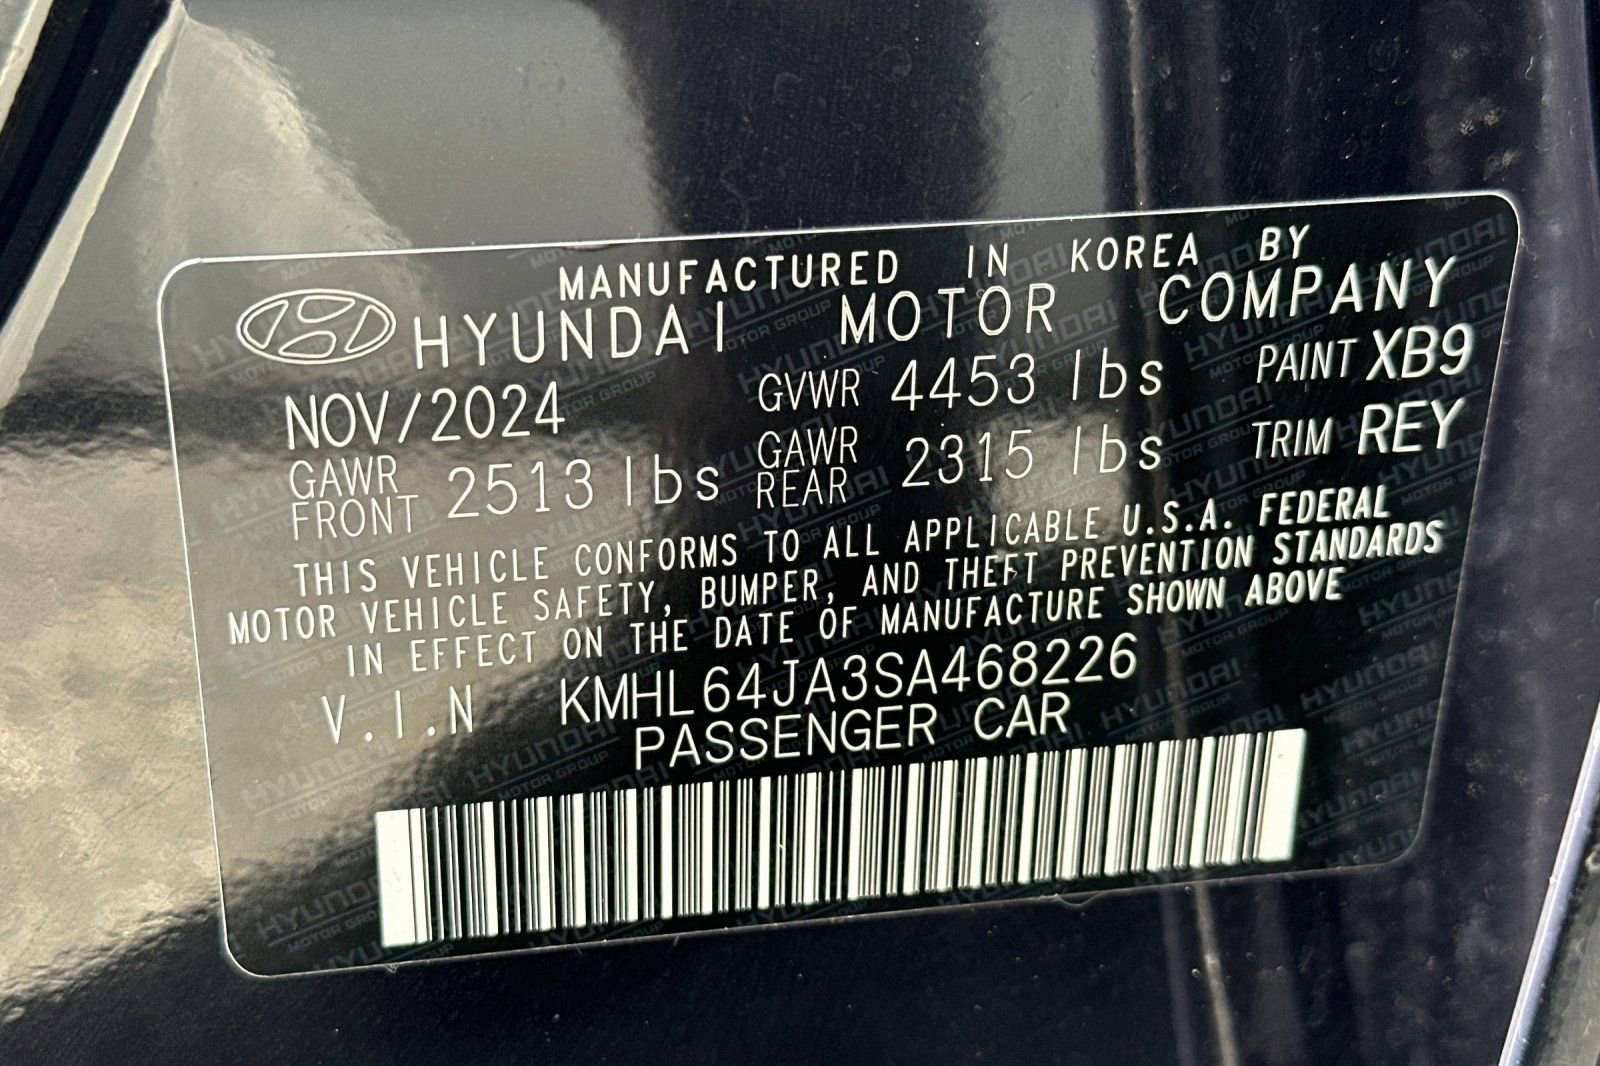 MANUFACTURED IN KOREA BY
HYUNDAI MOTOR COMPANY
NOV/2024 GVWR 4453 lbs PAINT XB9
GAWR FRONT 2513 lbs GAWR REAR 2315 lbs TRIM REY
THIS VEHICLE CONFORMS TO ALL APPLICABLE U.S.A. FEDERAL
MOTOR VEHICLE SAFETY, BUMPER, AND THEFT PREVENTION STANDARDS
IN EFFECT ON THE DATE OF MANUFACTURE SHOWN ABOVE
V.I.N KMHL64JA3SA468226
PASSENGER CAR